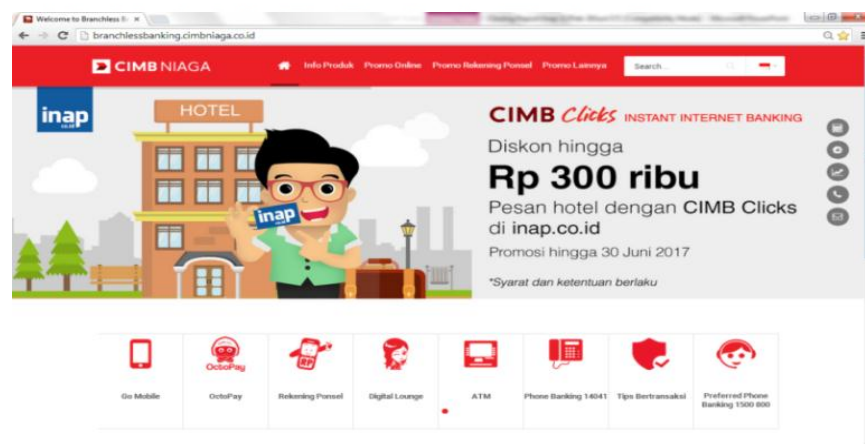 Welcome to Branchless B
branchlessbanking.cimbniaga.co.id
CIMB NIAGA
Info Produk Promo Online Promo Rekening Ponsel Promo Lainnya Search...
inap
HOTEL
CIMB Clicks INSTANT INTERNET BANKING
Diskon hingga
Rp 300 ribu
Pesan hotel dengan CIMB Clicks
di inap.co.id
Promosi hingga 30 Juni 2017
*Syarat dan ketentuan berlaku
inap
OctoPay
RP
Go Mobile OctoPay Rekening Ponsel Digital Lounge ATM Phone Banking 14041 Tips Bertransaksi Preferred Phone
Banking 1500 800